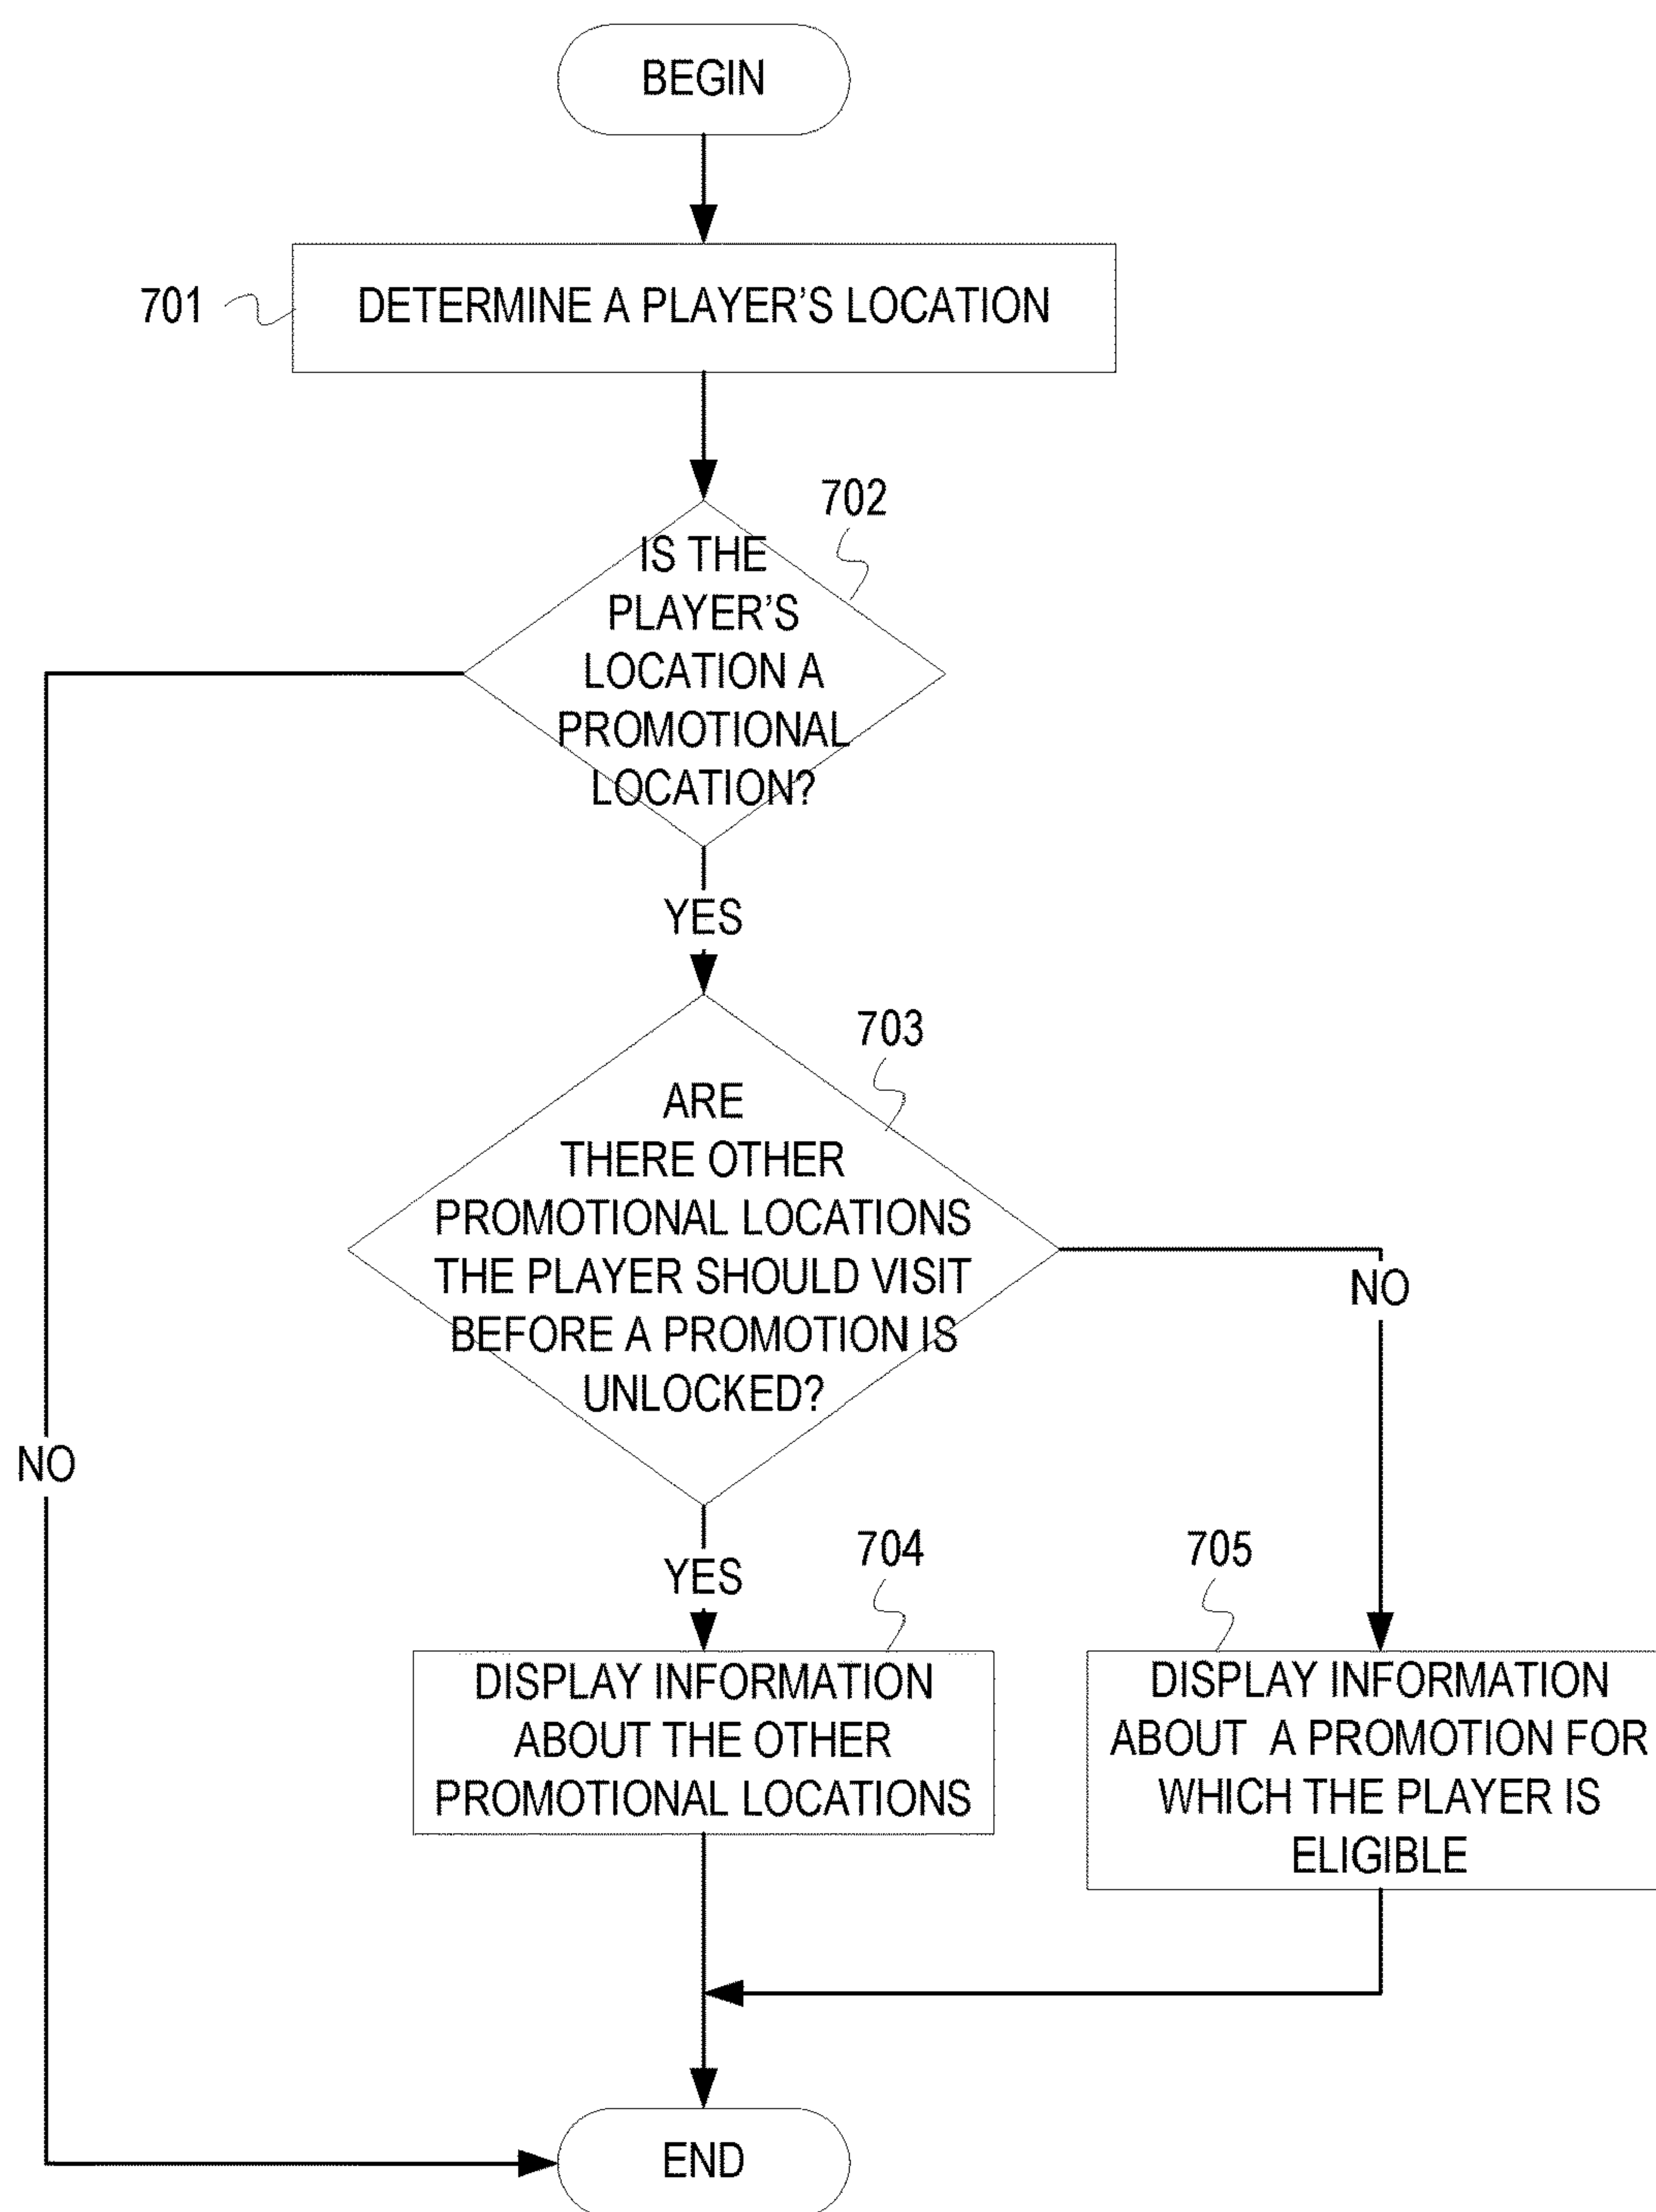 BEGIN
701
DETERMINE A PLAYER'S LOCATION
702
IS THE
PLAYER'S
LOCATION A
PROMOTIONAL
LOCATION?
YES
703
ARE
THERE OTHER
PROMOTIONAL LOCATIONS
THE PLAYER SHOULD VISIT
BEFORE A PROMOTION IS
UNLOCKED?
NO
NO
YES
704
705
DISPLAY INFORMATION
ABOUT THE OTHER
PROMOTIONAL LOCATIONS
DISPLAY INFORMATION
ABOUT A PROMOTION FOR
WHICH THE PLAYER IS
ELIGIBLE
END